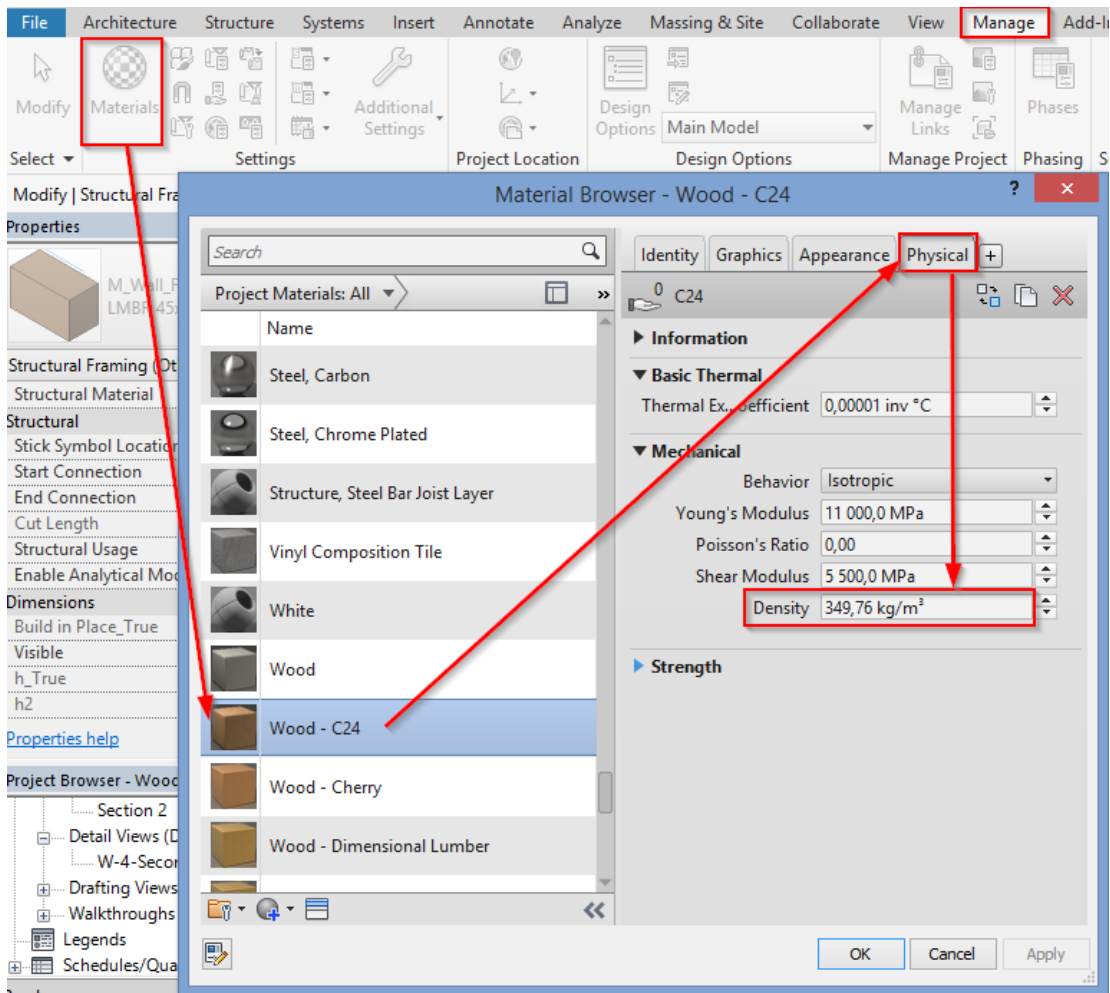 File Architecture Structure Systems Insert Annotate Analyze Massing & Site Collaborate View Manage Add-I
Modify Materials Additional Settings Design Options Main Model Manage Links Phases
Select Settings Project Location Design Options Manage Project Phasing S
Modify | Structural Fra
Material Browser - Wood - C24 ?
Properties
M_Wall_F
LMBR 45x
Structural Framing (Ot
Structural Material
Structural
Stick Symbol Location
Start Connection
End Connection
Cut Length
Structural Usage
Enable Analytical Mod
Dimensions
Build in Place_True
Visible
h_True
h2
Properties help
Project Browser - Wood
Section 2
Detail Views (D
W-4-Secon
Drafting Views
Walkthroughs
Legends
Schedules/Qua
Search
Project Materials: All »
Name
Steel, Carbon
Steel, Chrome Plated
Structure, Steel Bar Joist Layer
Vinyl Composition Tile
White
Wood
Wood - C24
Wood - Cherry
Wood - Dimensional Lumber
Identity Graphics Appearance Physical +
0 C24
Information
Basic Thermal
Thermal Ex...oefficient 0,00001 inv °C
Mechanical
Behavior Isotropic
Young's Modulus 11 000,0 MPa
Poisson's Ratio 0,00
Shear Modulus 5 500,0 MPa
Density 349,76 kg/m³
Strength
OK Cancel Apply